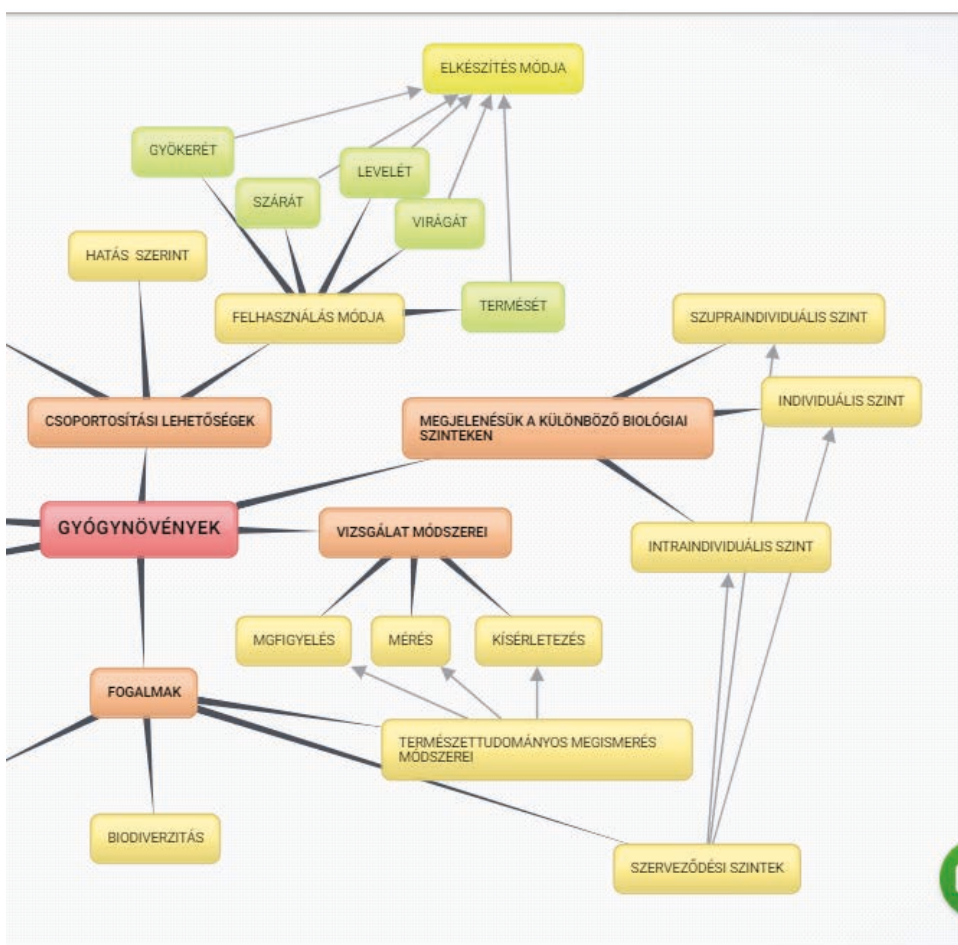 ELKÉSZÍTÉS MÓDJA
GYÖKERÉT
LEVELÉT
SZÁRÁT
VIRÁGÁT
HATÁS SZERINT
TERMÉSÉT
FELHASZNÁLÁS MÓDJA
SZUPRAINDIVIDUÁLIS SZINT
INDIVIDUÁLIS SZINT
CSOPORTOSÍTÁSI LEHETŐSÉGEK
MEGJELENÉSÜK A KÜLÖNBÖZŐ BIOLÓGIAI
SZINTEKEN
GYÓGYNÖVÉNYEK
VIZSGÁLAT MÓDSZEREI
INTRAINDIVIDUÁLIS SZINT
MGFIGYELÉS
MÉRÉS
KÍSÉRLETEZÉS
FOGALMAK
TERMÉSZETTUDOMÁNYOS MEGISMERÉS
MÓDSZEREI
BIODIVERZITÁS
SZERVEZŐDÉSI SZINTEK